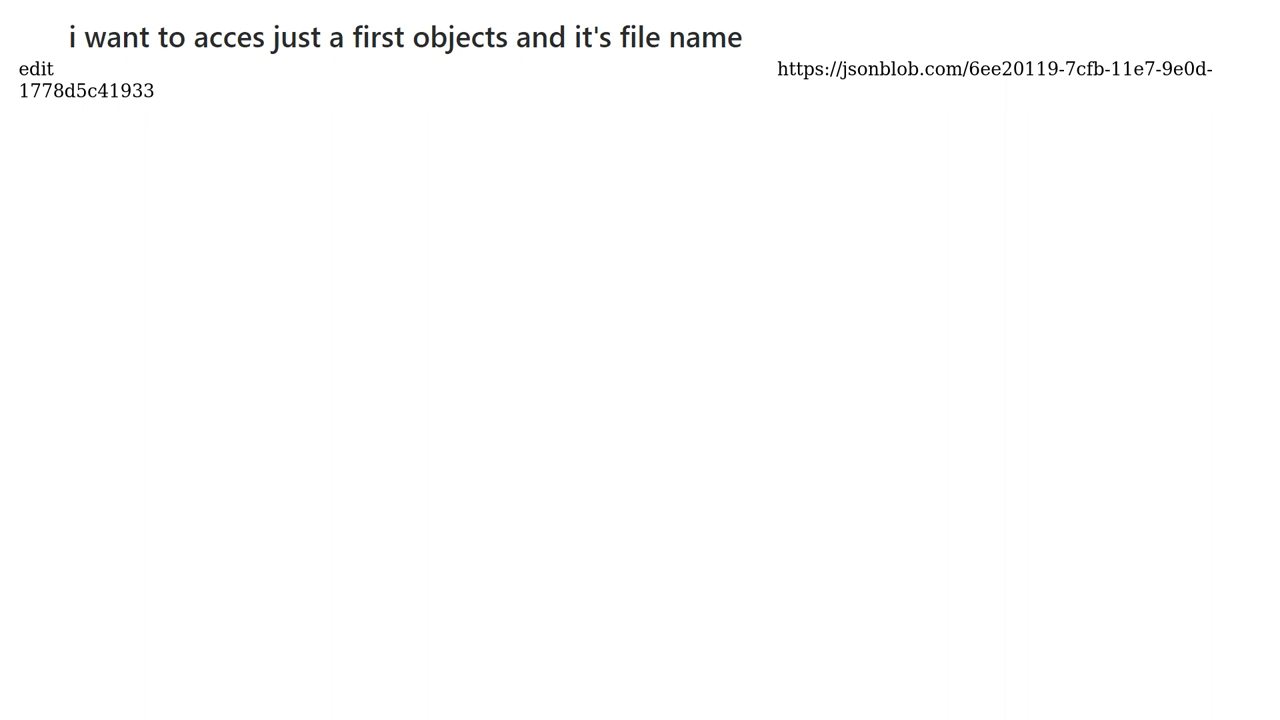 i want to acces just a first objects and it's file name
edit https://jsonblob.com/6ee20119-7cfb-11e7-9e0d-
1778d5c41933